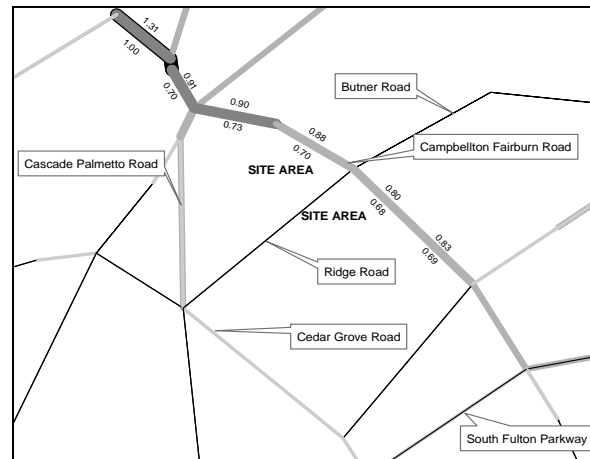 1.31
1.00
0.91
0.70
0.90
0.73
Butner Road
0.88
0.70
Campbellton Fairburn Road
Cascade Palmetto Road
SITE AREA
0.80
0.68
SITE AREA
0.83
0.69
Ridge Road
Cedar Grove Road
South Fulton Parkway